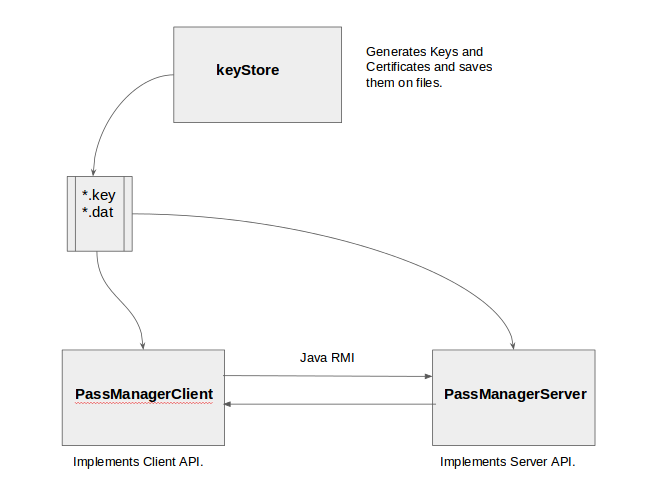 keyStore
Generates Keys and
Certificates and saves
them on files.
*.key
*.dat
Java RMI
PassManagerClient
PassManagerServer
Implements Client API.
Implements Server API.